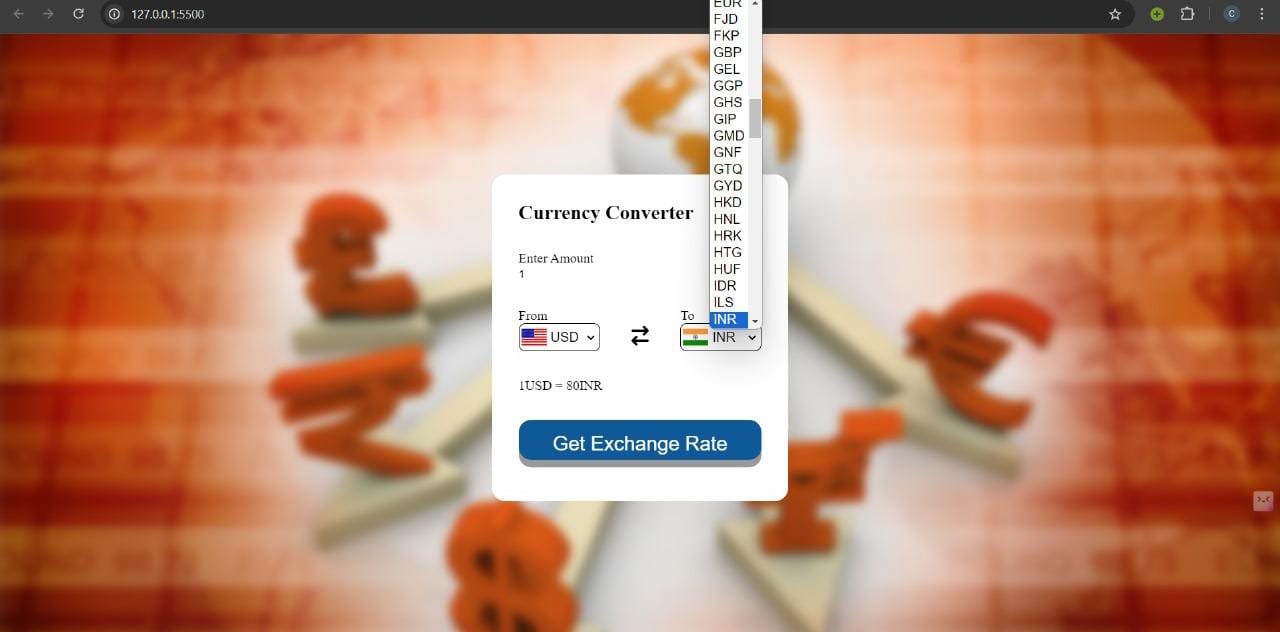 127.0.0.1:5500
C
EUR
FJD
FKP
GBP
GEL
GGP
GHS
GIP
GMD
GNF
GTQ
GYD
HKD
HNL
HRK
HTG
HUF
IDR
ILS
INR
Currency Converter
Enter Amount
1
From To
USD INR
1USD = 80INR
Get Exchange Rate